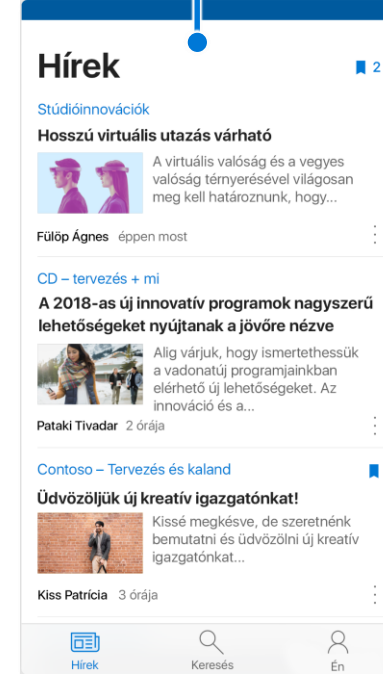 Hírek
2
Stúdióinnovációk
Hosszú virtuális utazás várható
A virtuális valóság és a vegyes
valóság térnyerésével világosan
meg kell határoznunk, hogy...
Fülöp Ágnes éppen most
CD – tervezés + mi
A 2018-as új innovatív programok nagyszerű
lehetőségeket nyújtanak a jövőre nézve
Alig várjuk, hogy ismertethessük
a vadonatúj programjainkban
elérhető új lehetőségeket. Az
innováció és a...
Pataki Tivadar 2 órája
Contoso – Tervezés és kaland
Üdvözöljük új kreatív igazgatónkat!
Kissé megkésve, de szeretnénk
bemutatni és üdvözölni új kreatív
igazgatónkat...
Kiss Patrícia 3 órája
Hírek Keresés Én